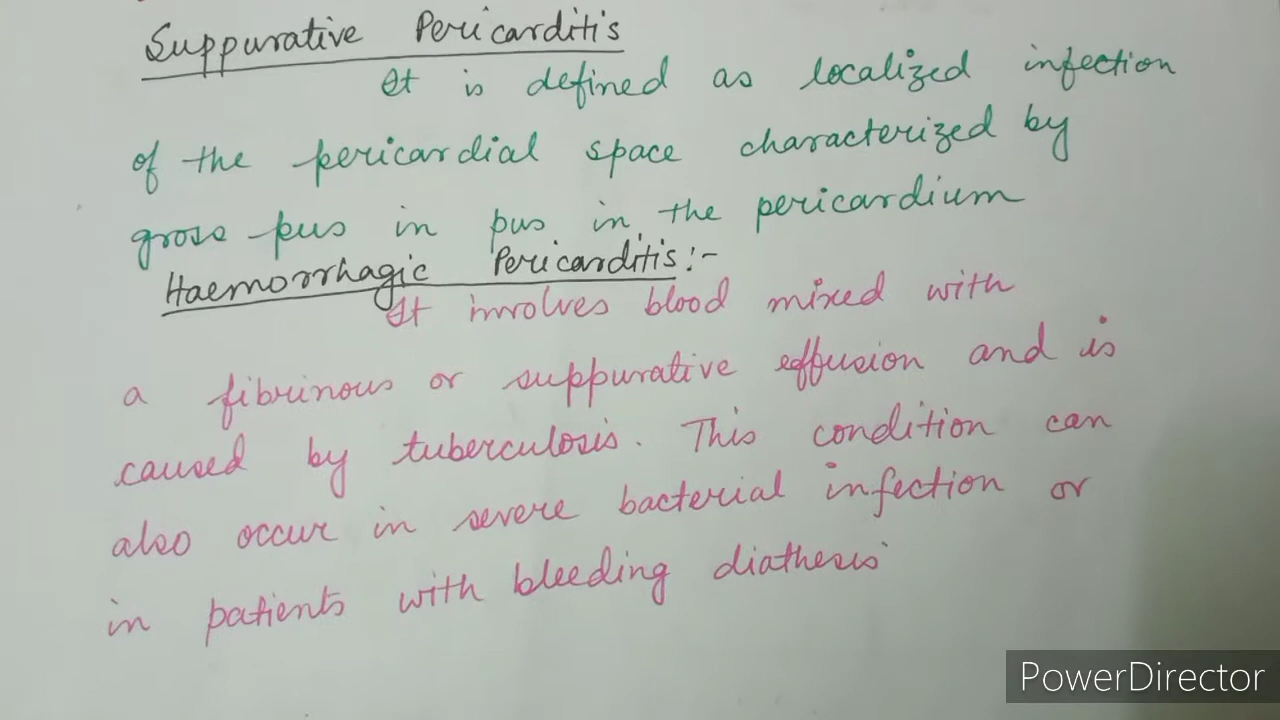 Suppurative Pericarditis
It is defined as localized infection
of the pericardial space characterized by
gross pus in pus in the pericardium
Haemorrhagic Pericarditis:-
It involves blood mixed with
a fibrinous or suppurative effusion and is
caused by tuberculosis. This condition can
also occur in severe bacterial infection or
in patients with bleeding diathesis
PowerDirector